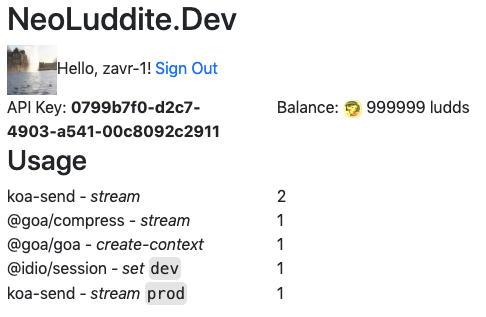 NeoLuddite.Dev
Hello, zavr-1! Sign Out
API Key: 0799b7f0-d2c7-4903-a541-00c8092c2911
Balance: 999999 ludds
Usage
koa-send - stream 2
@goa/compress - stream 1
@goa/goa - create-context 1
@idio/session - set dev 1
koa-send - stream prod 1